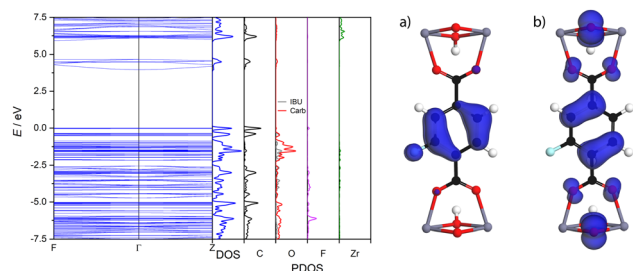 7.5
5.0
2.5
0.0
-2.5
-5.0
-7.5
E / eV
F Γ Z
DOS C O F Zr
PDOS
IBU
Carb
a) b)